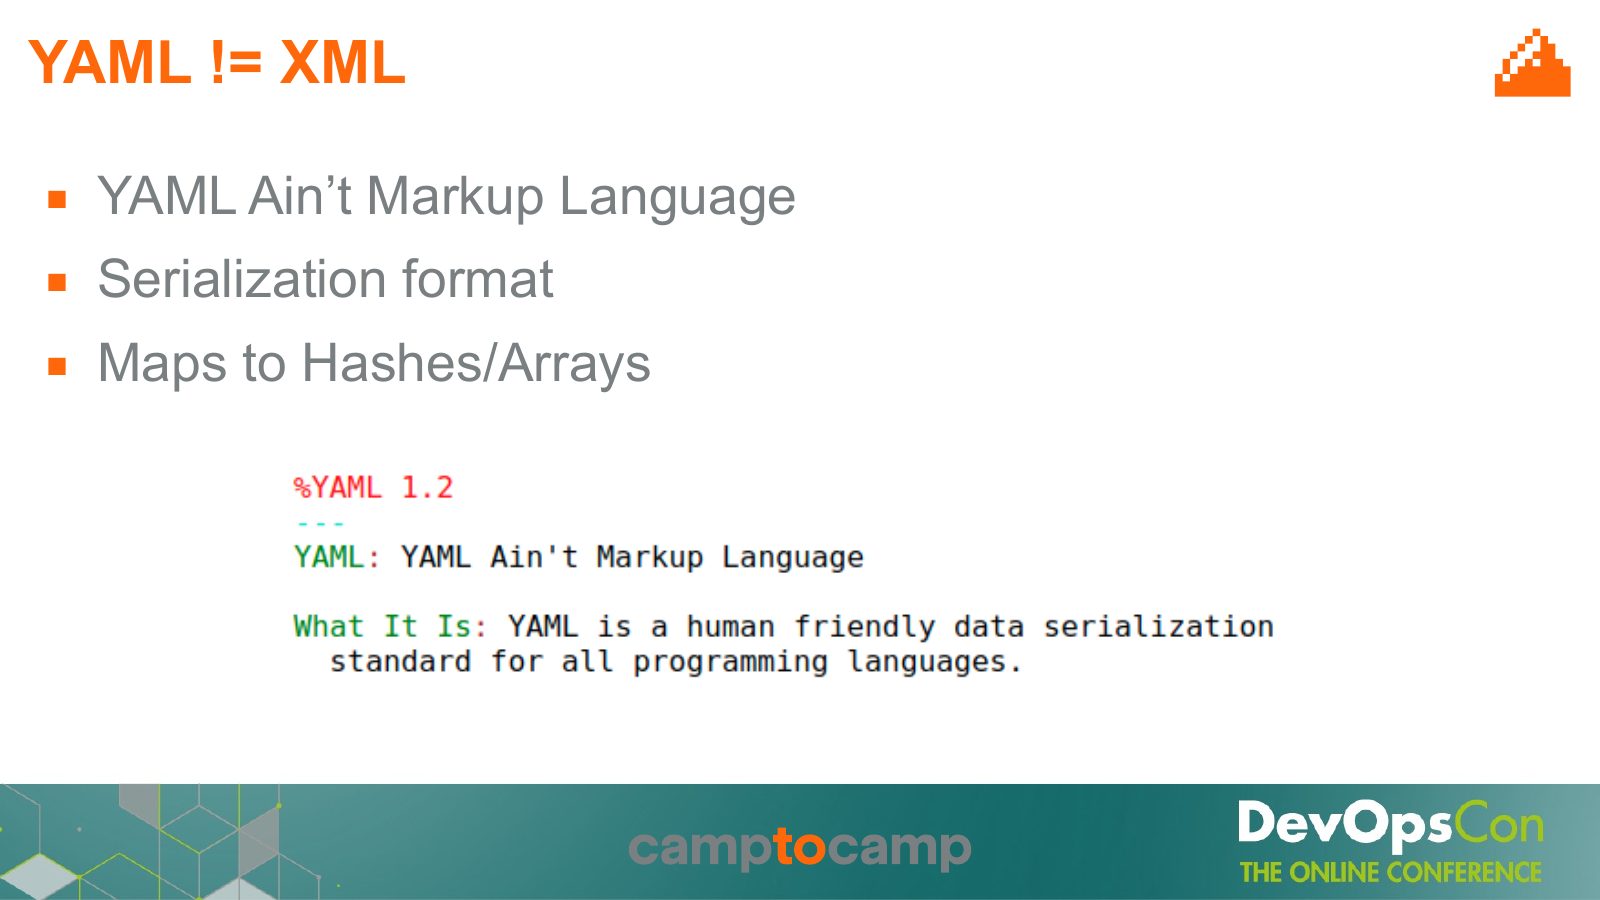 YAML != XML
YAML Ain’t Markup Language
Serialization format
Maps to Hashes/Arrays
%YAML 1.2
---
YAML: YAML Ain't Markup Language
What It Is: YAML is a human friendly data serialization
standard for all programming languages.
camptocamp
DevOpsCon
THE ONLINE CONFERENCE